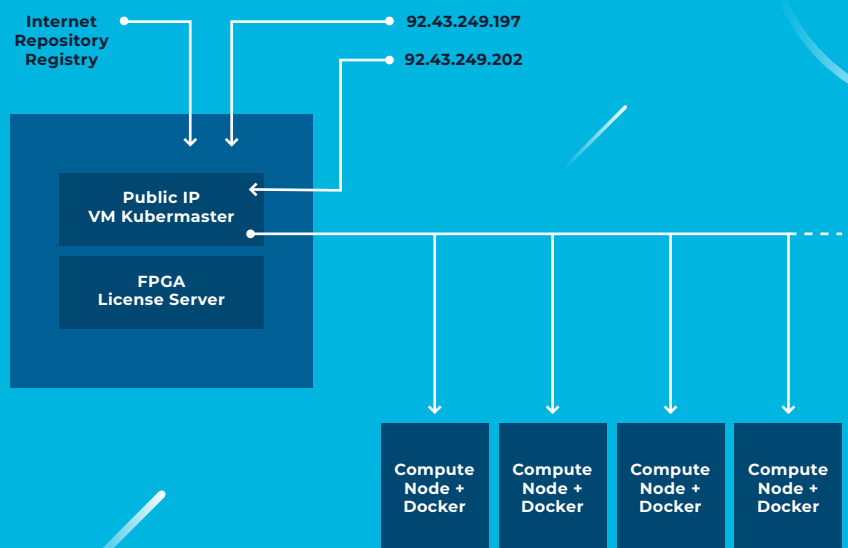 Internet
Repository
Registry
92.43.249.197
92.43.249.202
Public IP
VM Kubermaster
FPGA
License Server
Compute
Node +
Docker
Compute
Node +
Docker
Compute
Node +
Docker
Compute
Node +
Docker